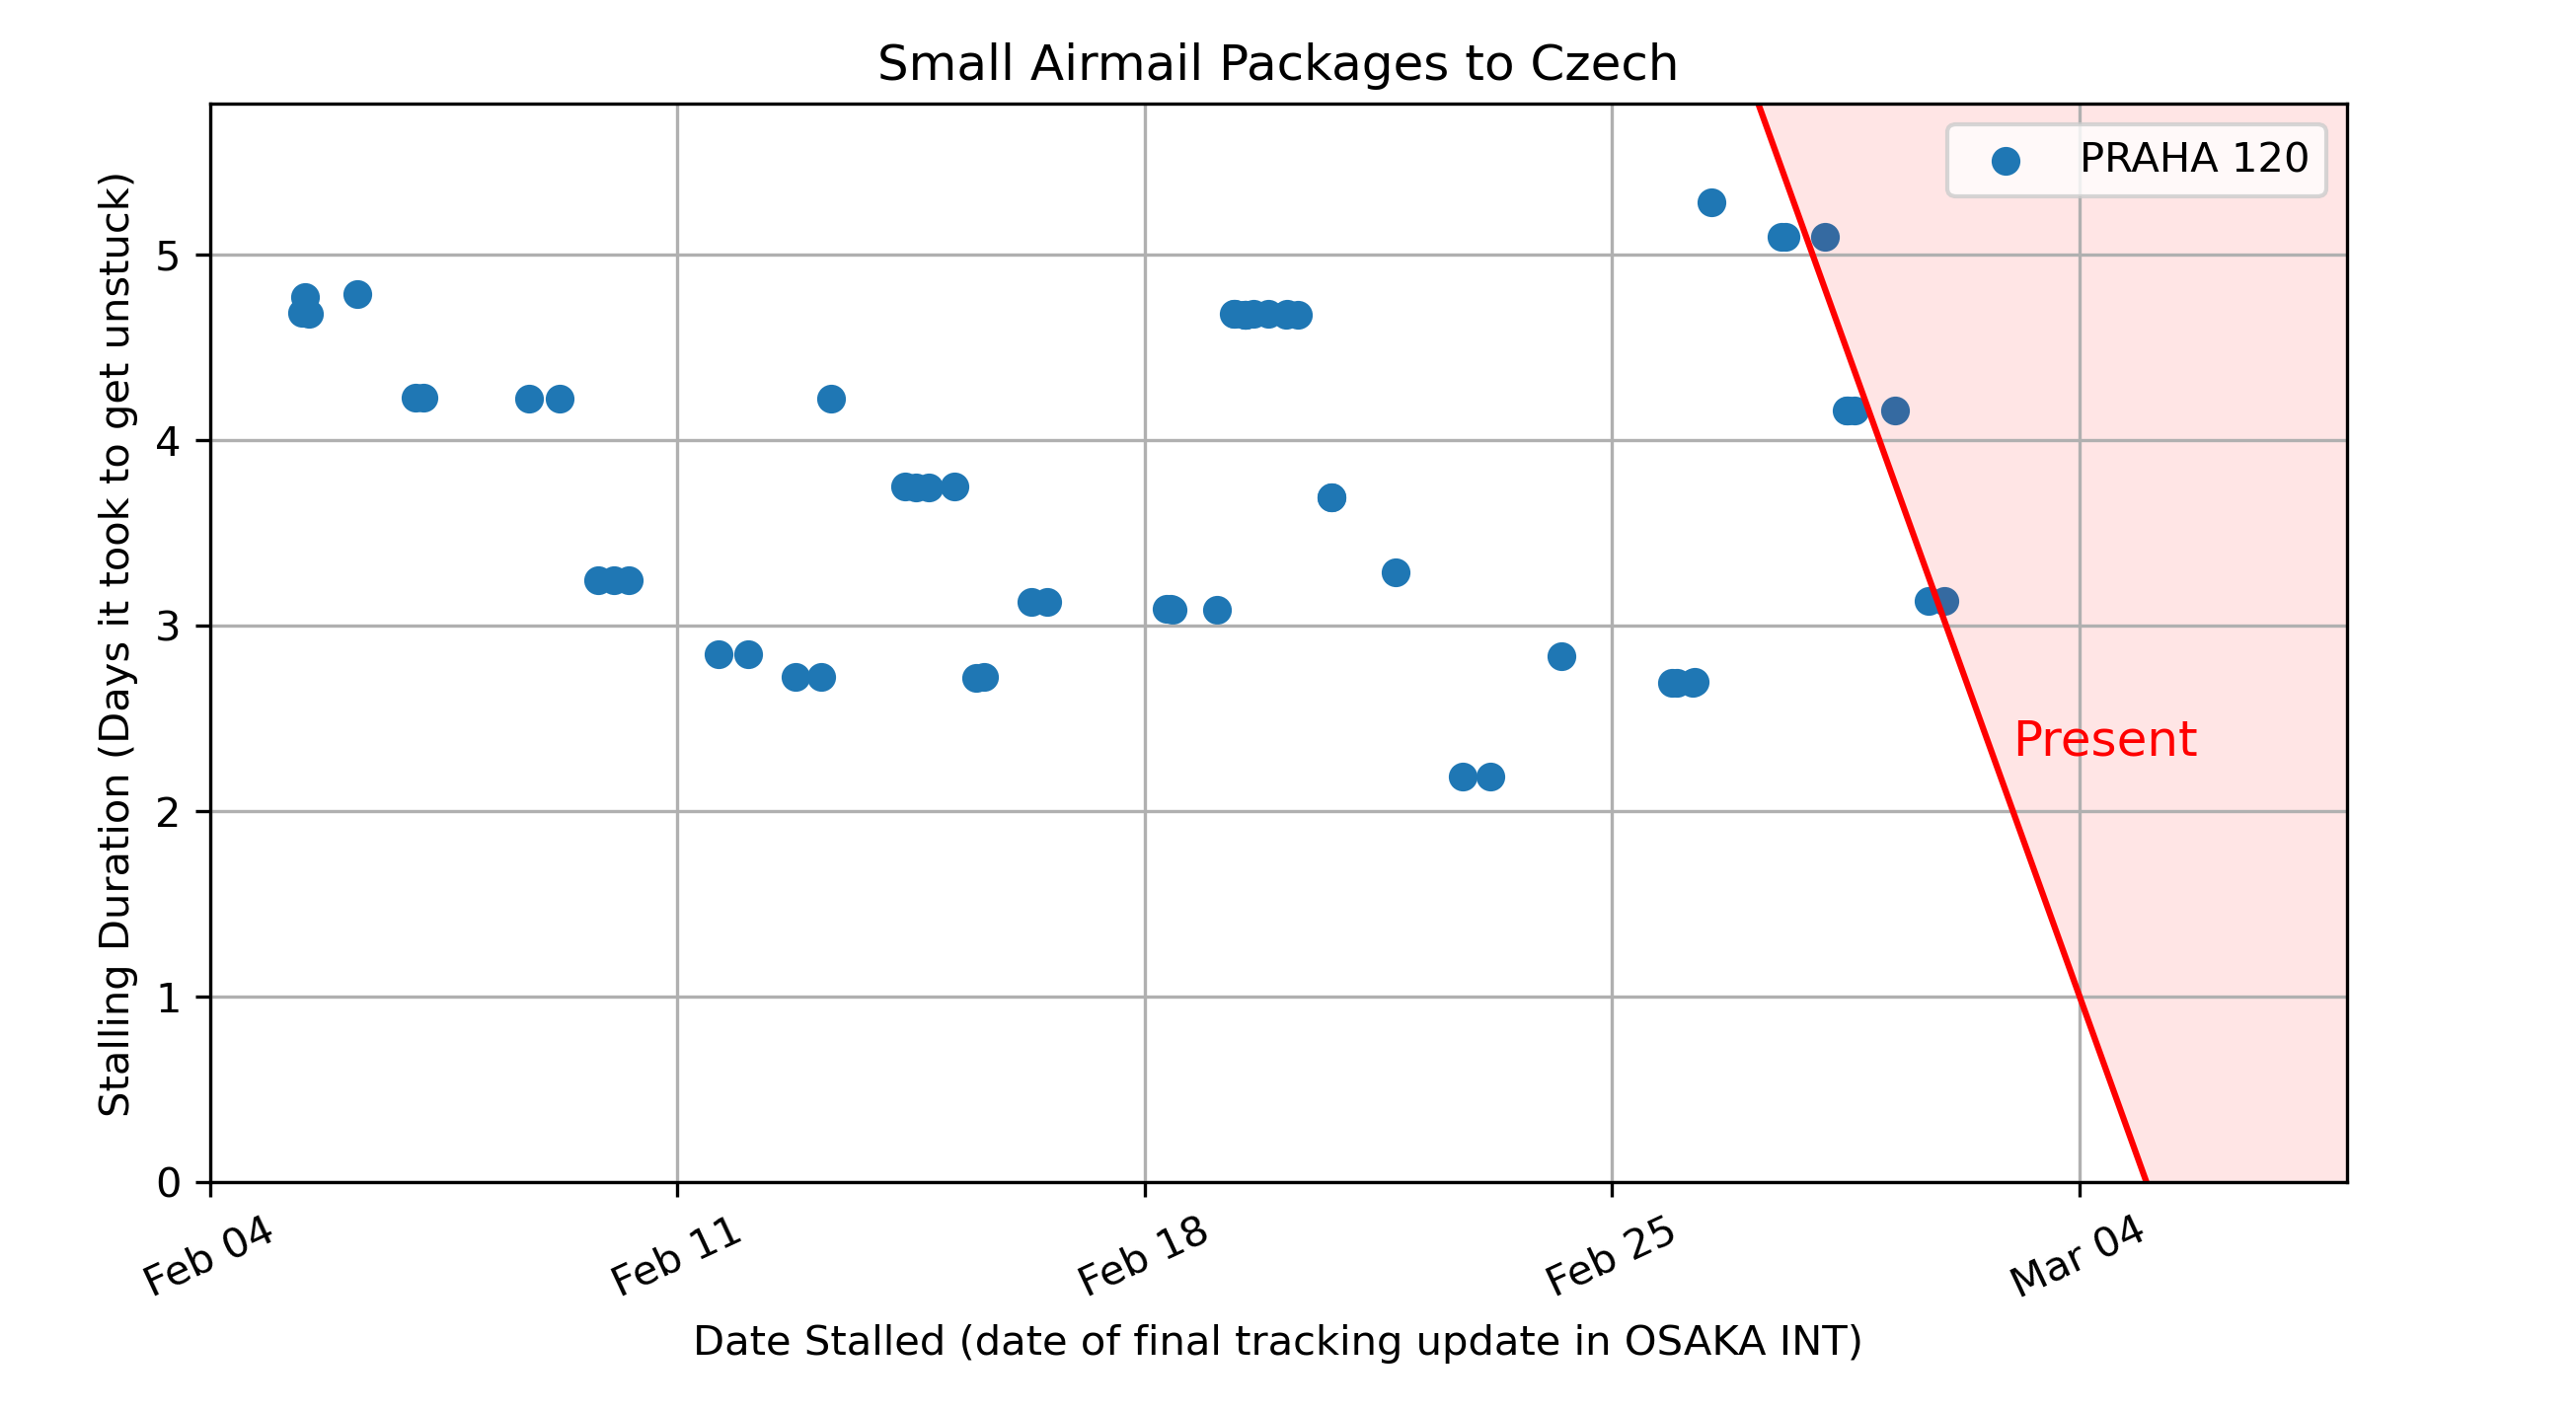 Small Airmail Packages to Czech
PRAHA 120
Stalling Duration (Days it took to get unstuck)
5
4
3
2
1
0
Present
Feb 04
Feb 11
Feb 18
Feb 25
Mar 04
Date Stalled (date of final tracking update in OSAKA INT)